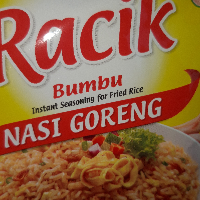 Racik
Bumbu
Instant Seasoning for Fried Rice
NASI GORENG